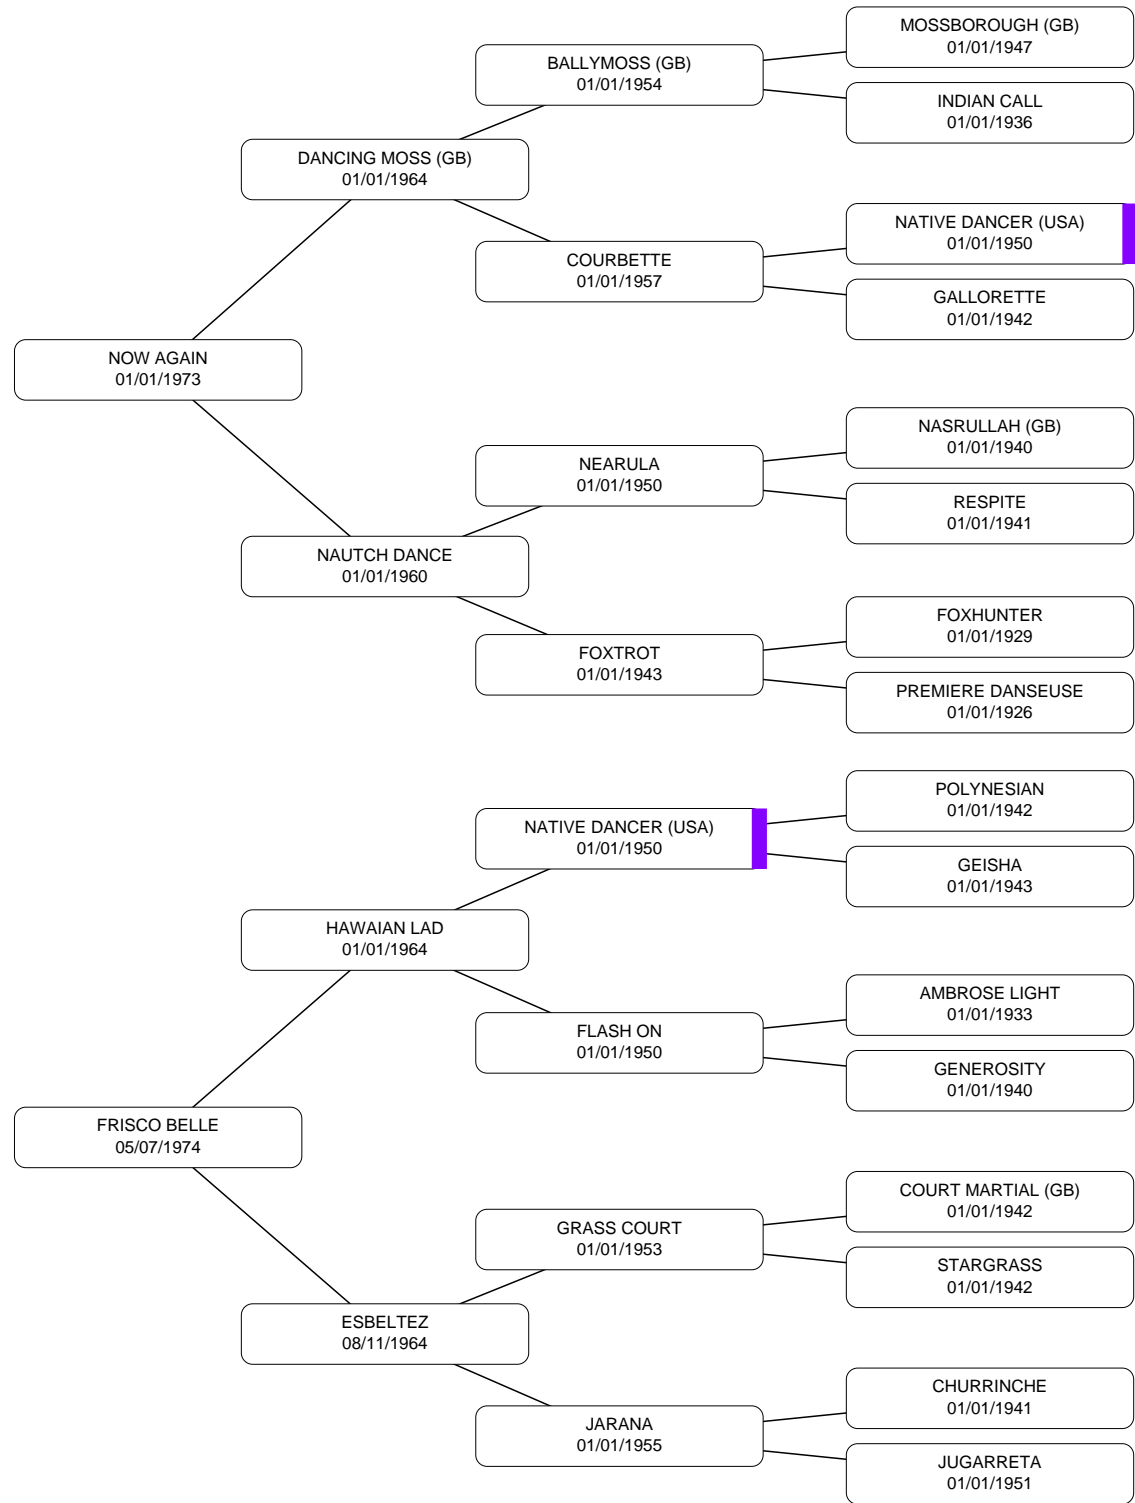 MOSSBOROUGH (GB)
01/01/1947
BALLYMOSS (GB)
01/01/1954
INDIAN CALL
01/01/1936
DANCING MOSS (GB)
01/01/1964
NATIVE DANCER (USA)
01/01/1950
COURBETTE
01/01/1957
GALLORETTE
01/01/1942
NOW AGAIN
01/01/1973
NASRULLAH (GB)
01/01/1940
NEARULA
01/01/1950
RESPITE
01/01/1941
NAUTCH DANCE
01/01/1960
FOXHUNTER
01/01/1929
FOXTROT
01/01/1943
PREMIERE DANSEUSE
01/01/1926
POLYNESIAN
01/01/1942
NATIVE DANCER (USA)
01/01/1950
GEISHA
01/01/1943
HAWAIAN LAD
01/01/1964
AMBROSE LIGHT
01/01/1933
FLASH ON
01/01/1950
GENEROSITY
01/01/1940
FRISCO BELLE
05/07/1974
COURT MARTIAL (GB)
01/01/1942
GRASS COURT
01/01/1953
STARGRASS
01/01/1942
ESBELTEZ
08/11/1964
CHURRINCHE
01/01/1941
JARANA
01/01/1955
JUGARRETA
01/01/1951